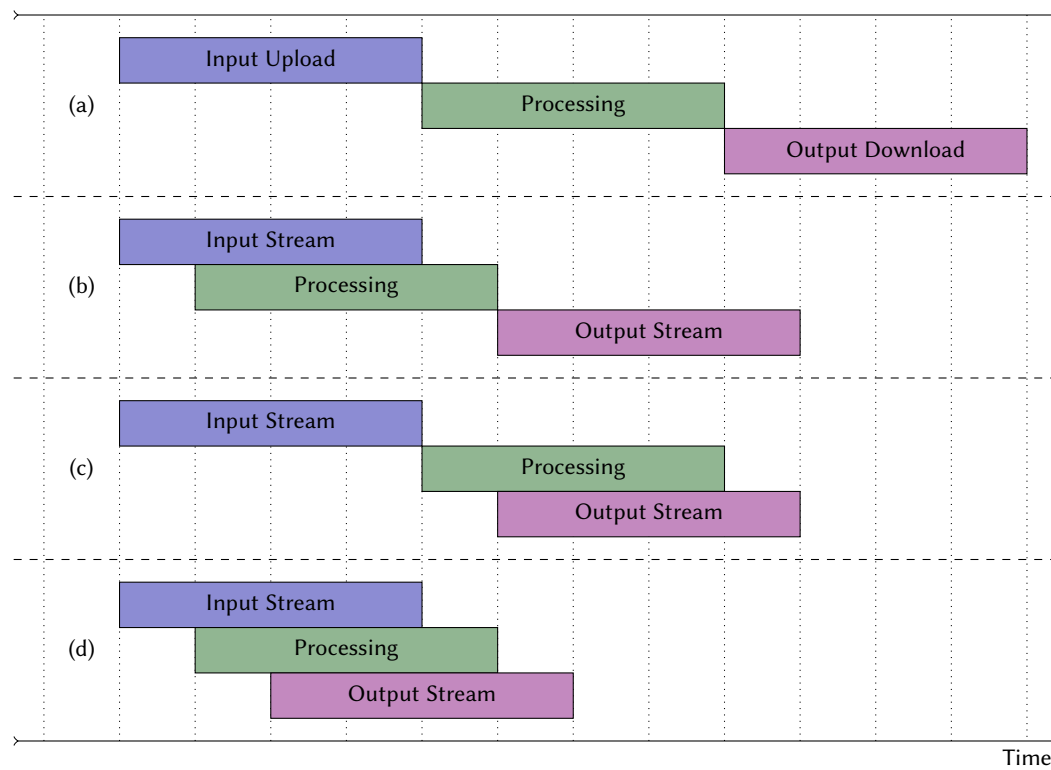 Input Upload
(a)
Processing
Output Download
Input Stream
(b)
Processing
Output Stream
Input Stream
(c)
Processing
Output Stream
Input Stream
(d)
Processing
Output Stream
Time